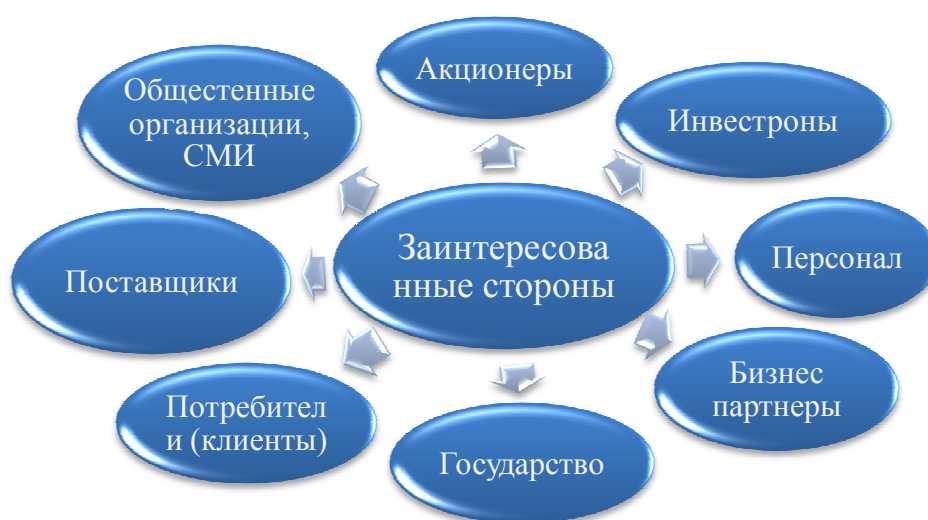 Акционеры
Общестенные
организации,
СМИ
Инвестроны
Заинтересова
нные стороны
Персонал
Поставщики
Бизнес
партнеры
Потребител
и (клиенты)
Государство